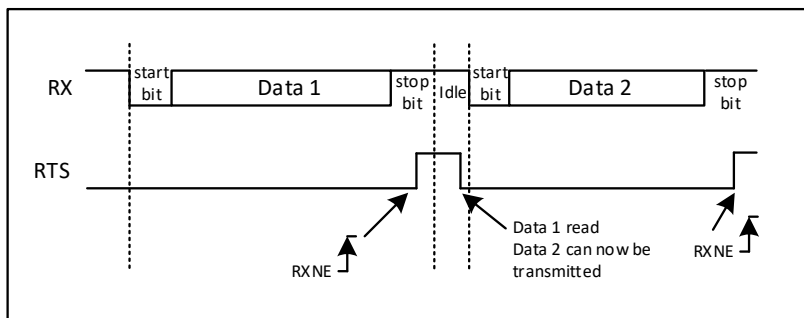 RX
start
bit
Data 1
stop
bit
Idle
start
bit
Data 2
stop
bit
RTS
RXNE
Data 1 read
Data 2 can now be
transmitted
RXNE